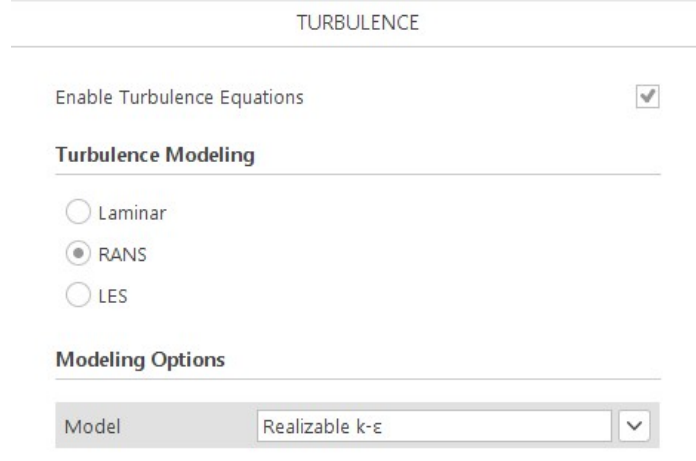 TURBULENCE
Enable Turbulence Equations
Turbulence Modeling
Laminar
RANS
LES
Modeling Options
Model Realizable k-ε